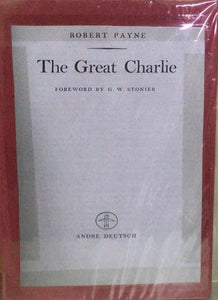 ROBERT PAYNE
The Great Charlie
FOREWORD BY G. W. STONIER
ANDRE DEUTSCH